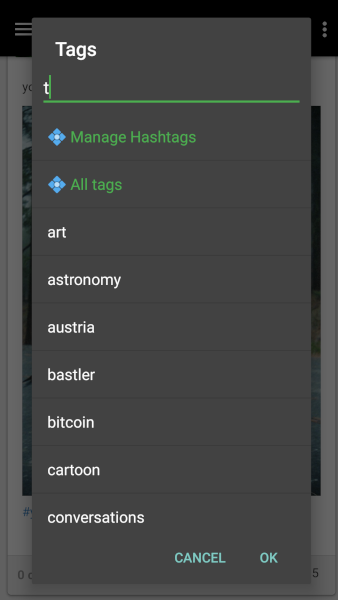 Tags
t
Manage Hashtags
All tags
art
astronomy
austria
bastler
bitcoin
cartoon
conversations
CANCEL OK